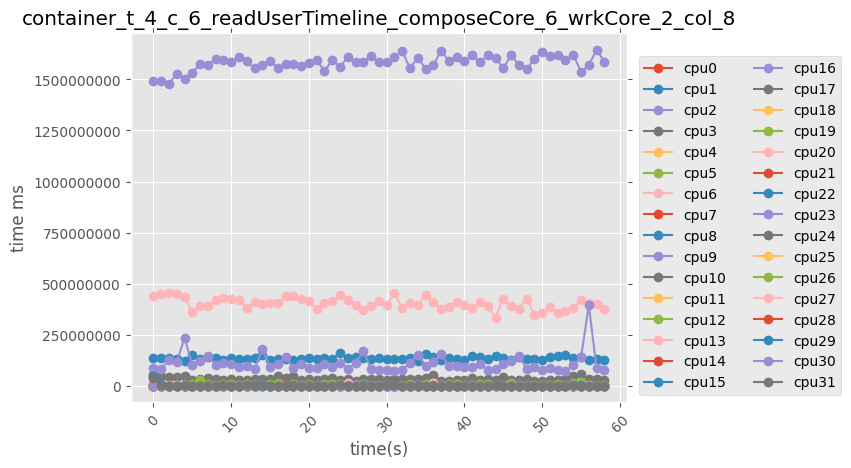 container_t_4_c_6_readUserTimeline_composeCore_6_wrkCore_2_col_8
time ms
1500000000
1250000000
1000000000
750000000
500000000
250000000
0
0
10
20
30
40
50
60
time(s)
cpu0
cpu1
cpu2
cpu3
cpu4
cpu5
cpu6
cpu7
cpu8
cpu9
cpu10
cpu11
cpu12
cpu13
cpu14
cpu15
cpu16
cpu17
cpu18
cpu19
cpu20
cpu21
cpu22
cpu23
cpu24
cpu25
cpu26
cpu27
cpu28
cpu29
cpu30
cpu31